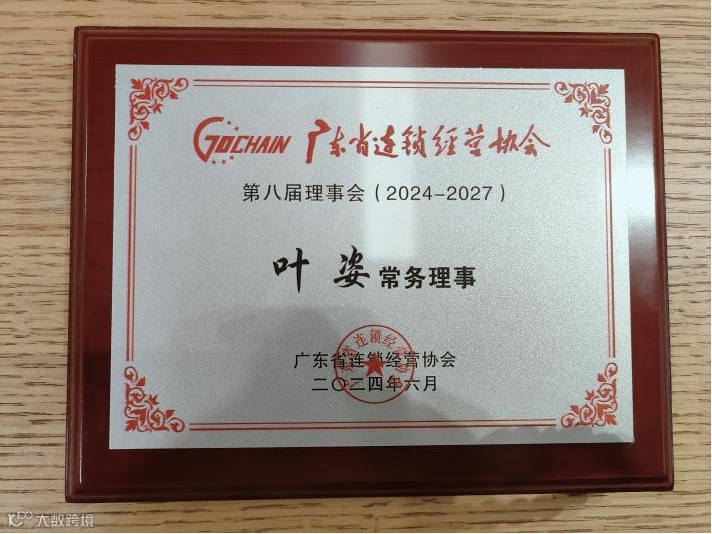 GOCHAIN 广东省连锁经营协会
第八届理事会（2024-2027）
叶姿 常务理事
广东省连锁经营协会
二〇二四年六月
大数跨境